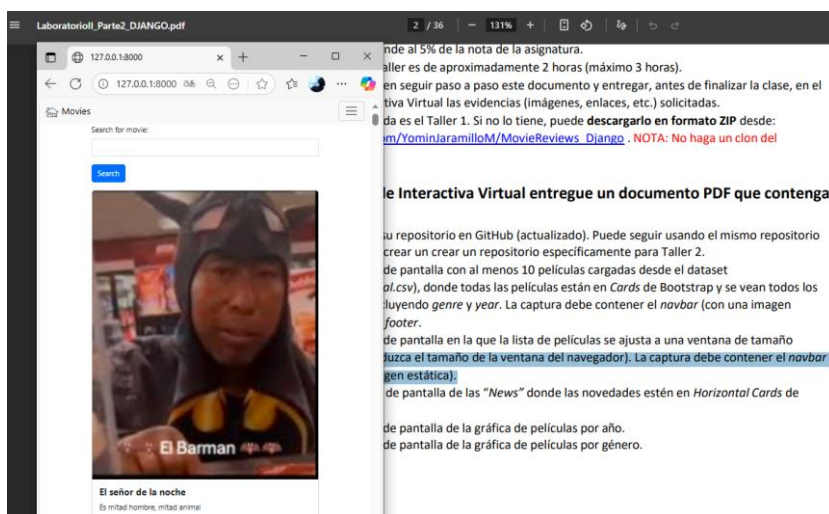 LaboratorioII_Parte2_DJANGO.pdf
2 / 36
131%
127.0.0.1:8000
127.0.0.1:8000
Movies
Search for movie:
Search
El Barman
El señor de la noche
Es mitad hombre, mitad animal
nde al 5% de la nota de la asignatura.
aller es de aproximadamente 2 horas (máximo 3 horas).
en seguir paso a paso este documento y entregar, antes de finalizar la clase, en el
tiva Virtual las evidencias (imágenes, enlaces, etc.) solicitadas.
da es el Taller 1. Si no lo tiene, puede descargarlo en formato ZIP desde:
om/YominJaramilloM/MovieReviews_Django . NOTA: No haga un clon del
le Interactiva Virtual entregue un documento PDF que contenga
su repositorio en GitHub (actualizado). Puede seguir usando el mismo repositorio
crear un crear un repositorio específicamente para Taller 2.
de pantalla con al menos 10 películas cargadas desde el dataset
al.csv), donde todas las películas están en Cards de Bootstrap y se vean todos los
cluyendo genre y year. La captura debe contener el navbar (con una imagen
footer.
de pantalla en la que la lista de películas se ajusta a una ventana de tamaño
duzca el tamaño de la ventana del navegador). La captura debe contener el navbar
gen estática).
de pantalla de las "News" donde las novedades estén en Horizontal Cards de
de pantalla de la gráfica de películas por año.
de pantalla de la gráfica de películas por género.